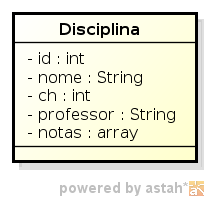 Disciplina
- id : int
- nome : String
- ch : int
- professor : String
- notas : array
powered by astah*